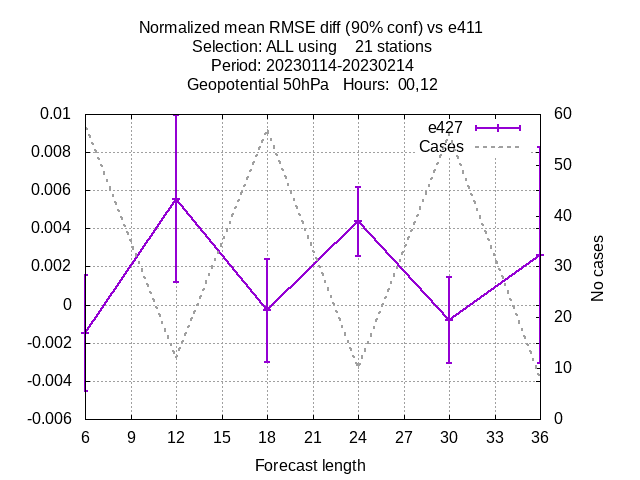 Normalized mean RMSE diff (90% conf) vs e411
Selection: ALL using    21 stations
Period: 20230114-20230214
Geopotential 50hPa   Hours:  00,12
0.01
0.008
0.006
0.004
0.002
0
-0.002
-0.004
-0.006
60
50
40
30
20
10
0
No cases
e427
Cases
6 9 12 15 18 21 24 27 30 33 36
Forecast length